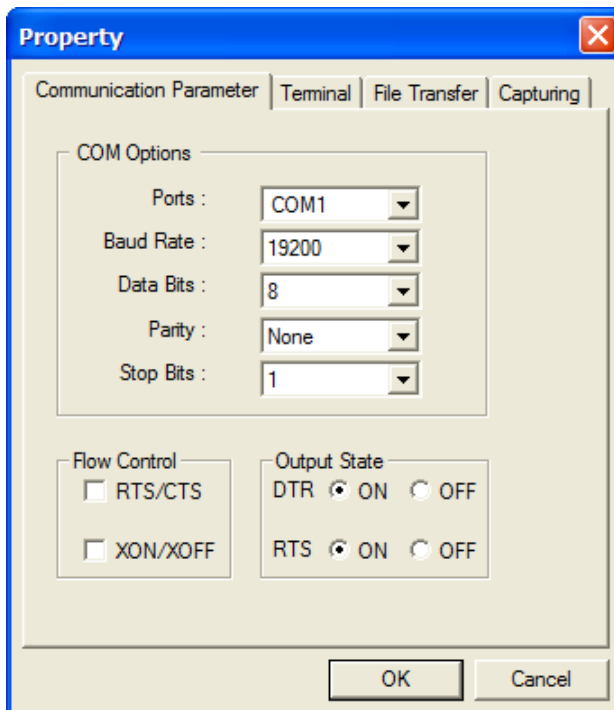 Property
Communication Parameter Terminal File Transfer Capturing
COM Options
Ports : COM1
Baud Rate : 19200
Data Bits : 8
Parity : None
Stop Bits : 1
Flow Control
RTS/CTS
XON/XOFF
Output State
DTR ON OFF
RTS ON OFF
OK Cancel